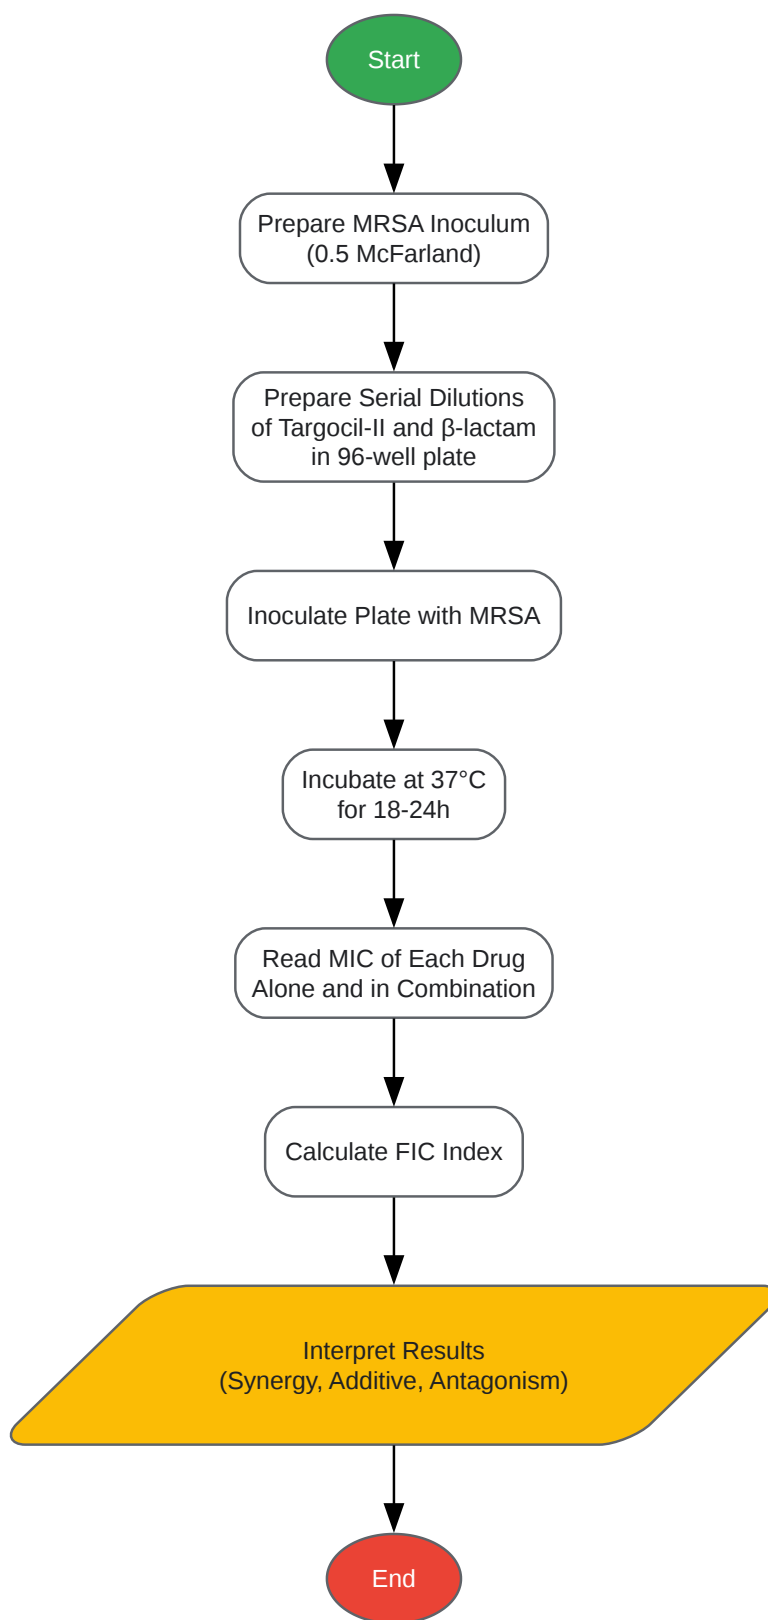 Start
Prepare MRSA Inoculum
(0.5 McFarland)
Prepare Serial Dilutions
of Targocil-II and β-lactam
in 96-well plate
Inoculate Plate with MRSA
Incubate at 37°C
for 18-24h
Read MIC of Each Drug
Alone and in Combination
Calculate FIC Index
Interpret Results
(Synergy, Additive, Antagonism)
End